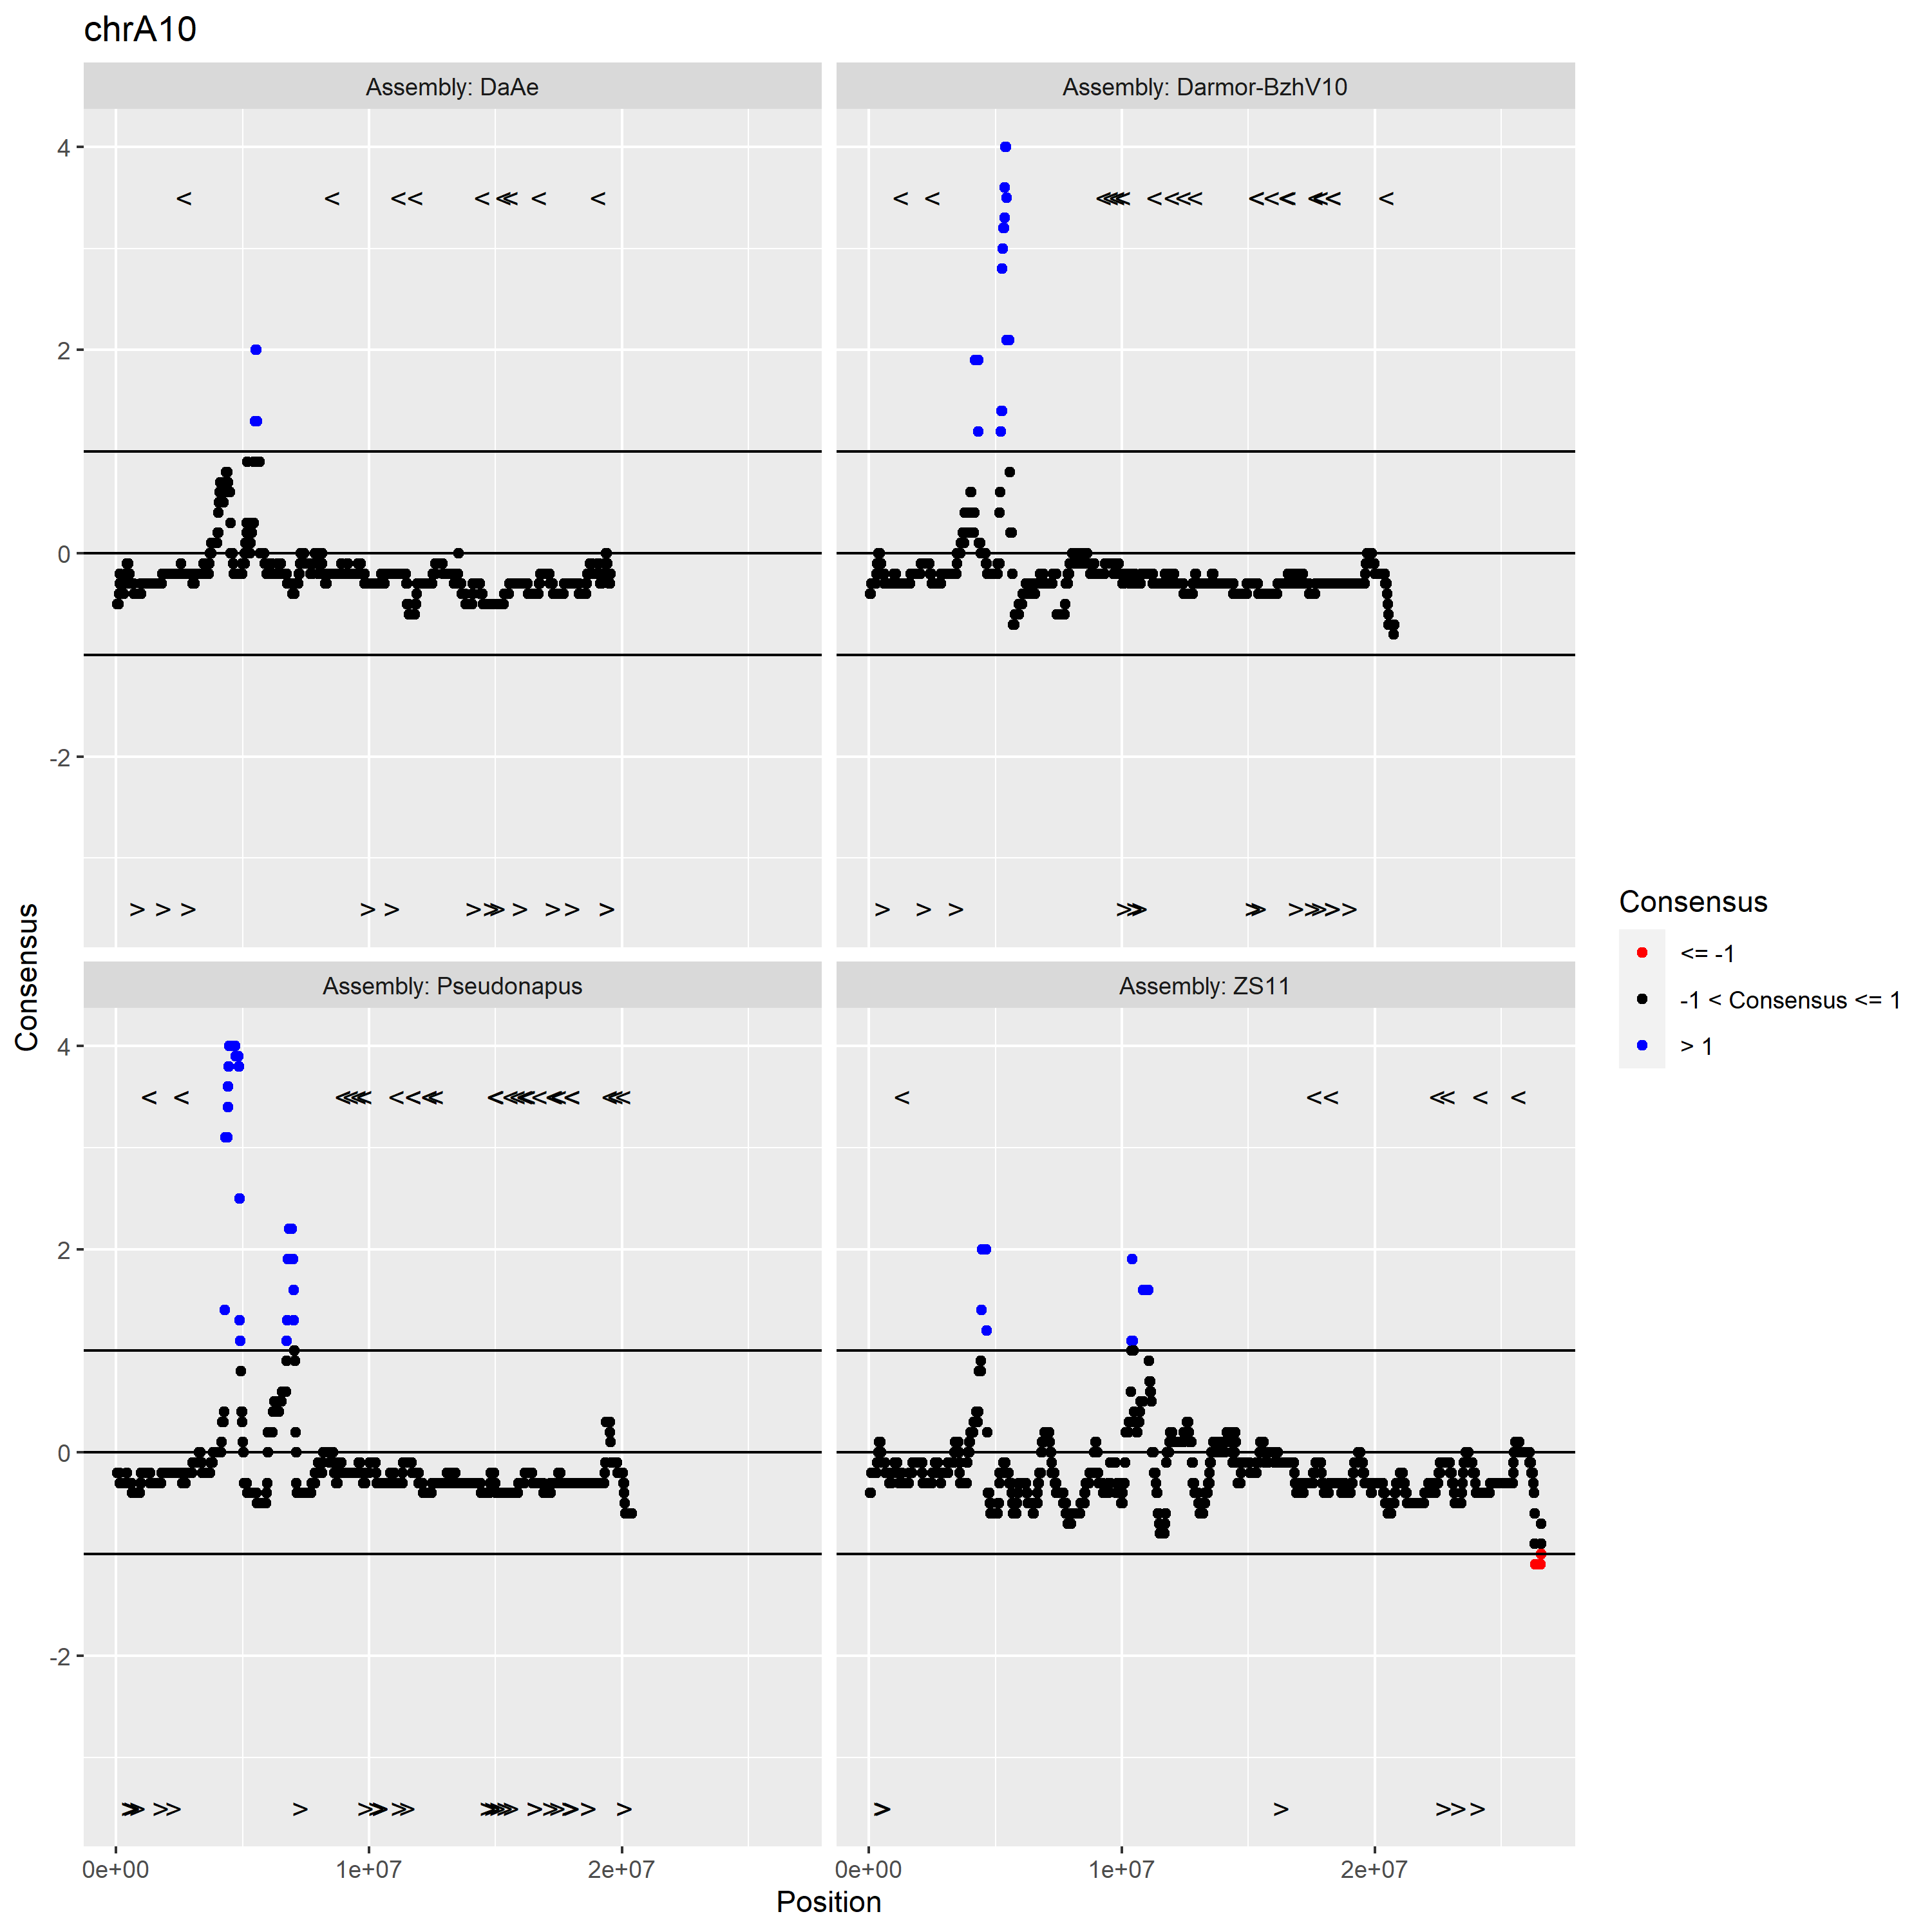 chrA10
Assembly: DaAe
Assembly: Darmor-BzhV10
4
2
0
-2
Consensus
Assembly: Pseudonapus
Assembly: ZS11
4
2
0
-2
0e+00
1e+07
2e+07
0e+00
1e+07
2e+07
Position
Consensus
<= -1
-1 < Consensus <= 1
> 1